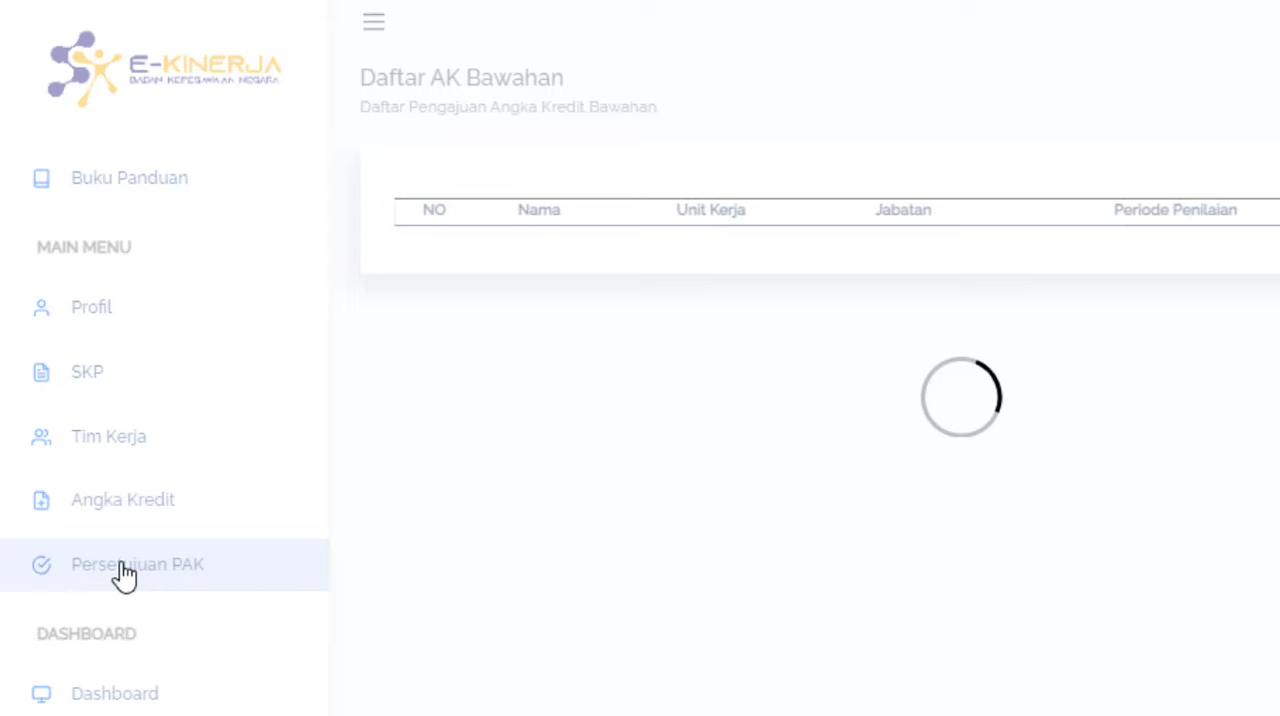 E-KINERJA
BADAN KEPEGAWAIAN NEGARA
Buku Panduan
MAIN MENU
Profil
SKP
Tim Kerja
Angka Kredit
Persetujuan PAK
DASHBOARD
Dashboard
Daftar AK Bawahan
Daftar Pengajuan Angka Kredit Bawahan
NO Nama Unit Kerja Jabatan Periode Penilaian